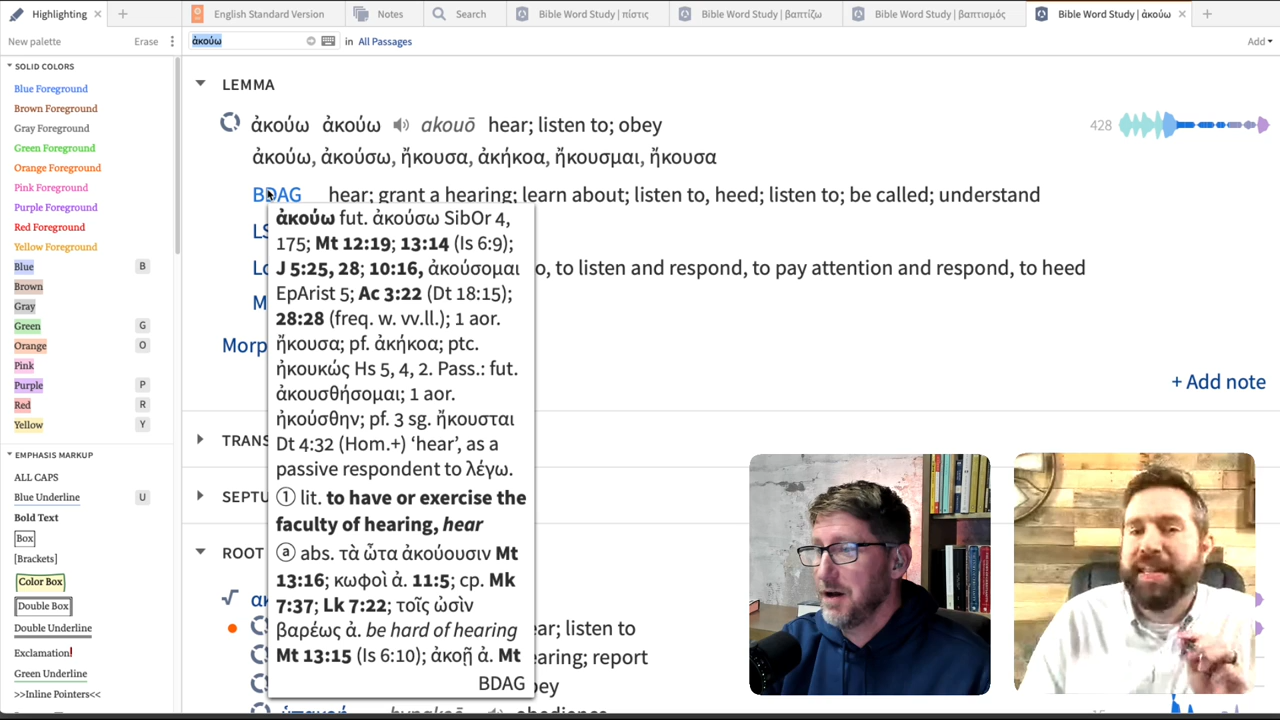 Highlighting
English Standard Version
Notes
Search
Bible Word Study | πίστις
Bible Word Study | βαπτίζω
Bible Word Study | βαπτισμός
Bible Word Study | ἀκούω
New palette
Erase
ἀκούω
in All Passages
Add
SOLID COLORS
Blue Foreground
Brown Foreground
Gray Foreground
Green Foreground
Orange Foreground
Pink Foreground
Purple Foreground
Red Foreground
Yellow Foreground
Blue B
Brown
Gray
Green G
Orange O
Pink
Purple P
Red R
Yellow Y
EMPHASIS MARKUP
ALL CAPS
Blue Underline U
Bold Text
Box
[Brackets]
Color Box
Double Box
Double Underline
Exclamation!
Green Underline
>>Inline Pointers<<
LEMMA
ἀκούω ἀκούω akouō hear; listen to; obey
428
ἀκούω, ἀκούσω, ἤκουσα, ἀκήκοα, ἤκουσμαι, ἤκουσα
BDAG hear; grant a hearing; learn about; listen to, heed; listen to; be called; understand
ἀκούω fut. ἀκούσω SibOr 4,
175; Mt 12:19; 13:14 (Is 6:9);
J 5:25, 28; 10:16, ἀκούσομαι
EpArist 5; Ac 3:22 (Dt 18:15);
28:28 (freq. w. vv.ll.); 1 aor.
ἤκουσα; pf. ἀκήκοα; ptc.
ἠκουκώς Hs 5, 4, 2. Pass.: fut.
ἀκουσθήσομαι; 1 aor.
ἠκούσθην; pf. 3 sg. ἤκουσται
Dt 4:32 (Hom.+) ‘hear’, as a
passive respondent to λέγω.
① lit. to have or exercise the
faculty of hearing, hear
ⓐ abs. τὰ ὦτα ἀκούουσιν Mt
13:16; κωφοὶ ἀ. 11:5; cp. Mk
7:37; Lk 7:22; τοῖς ὠσὶν
βαρέως ἀ. be hard of hearing
Mt 13:15 (Is 6:10); ἀκοῇ ἀ. Mt
BDAG
LS
Lo
o, to listen and respond, to pay attention and respond, to heed
M
Morp
+ Add note
TRANS
SEPTU
ROOT
√ ακ
ear; listen to
earing; report
bey
ὑπακοή hypakoē obedience
15